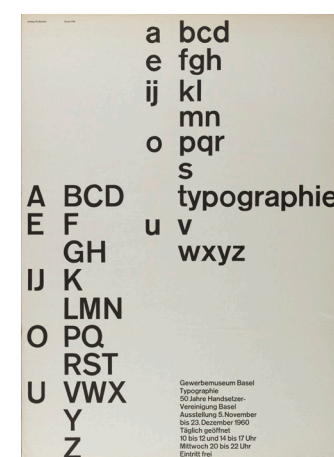 a bcd
e fgh
ij kl
mn
o pqr
s
typographie
u v
wxyz
A BCD
E F
GH
IJ K
LMN
O PQ
RST
U VWX
Y
Z
Gewerbemuseum Basel
Typographie
50 Jahre Handsetzer-
Vereinigung Basel
Ausstellung 5. November
bis 23. Dezember 1960
Täglich geöffnet
10 bis 12 und 14 bis 17 Uhr
Mittwoch 20 bis 22 Uhr
Eintritt frei